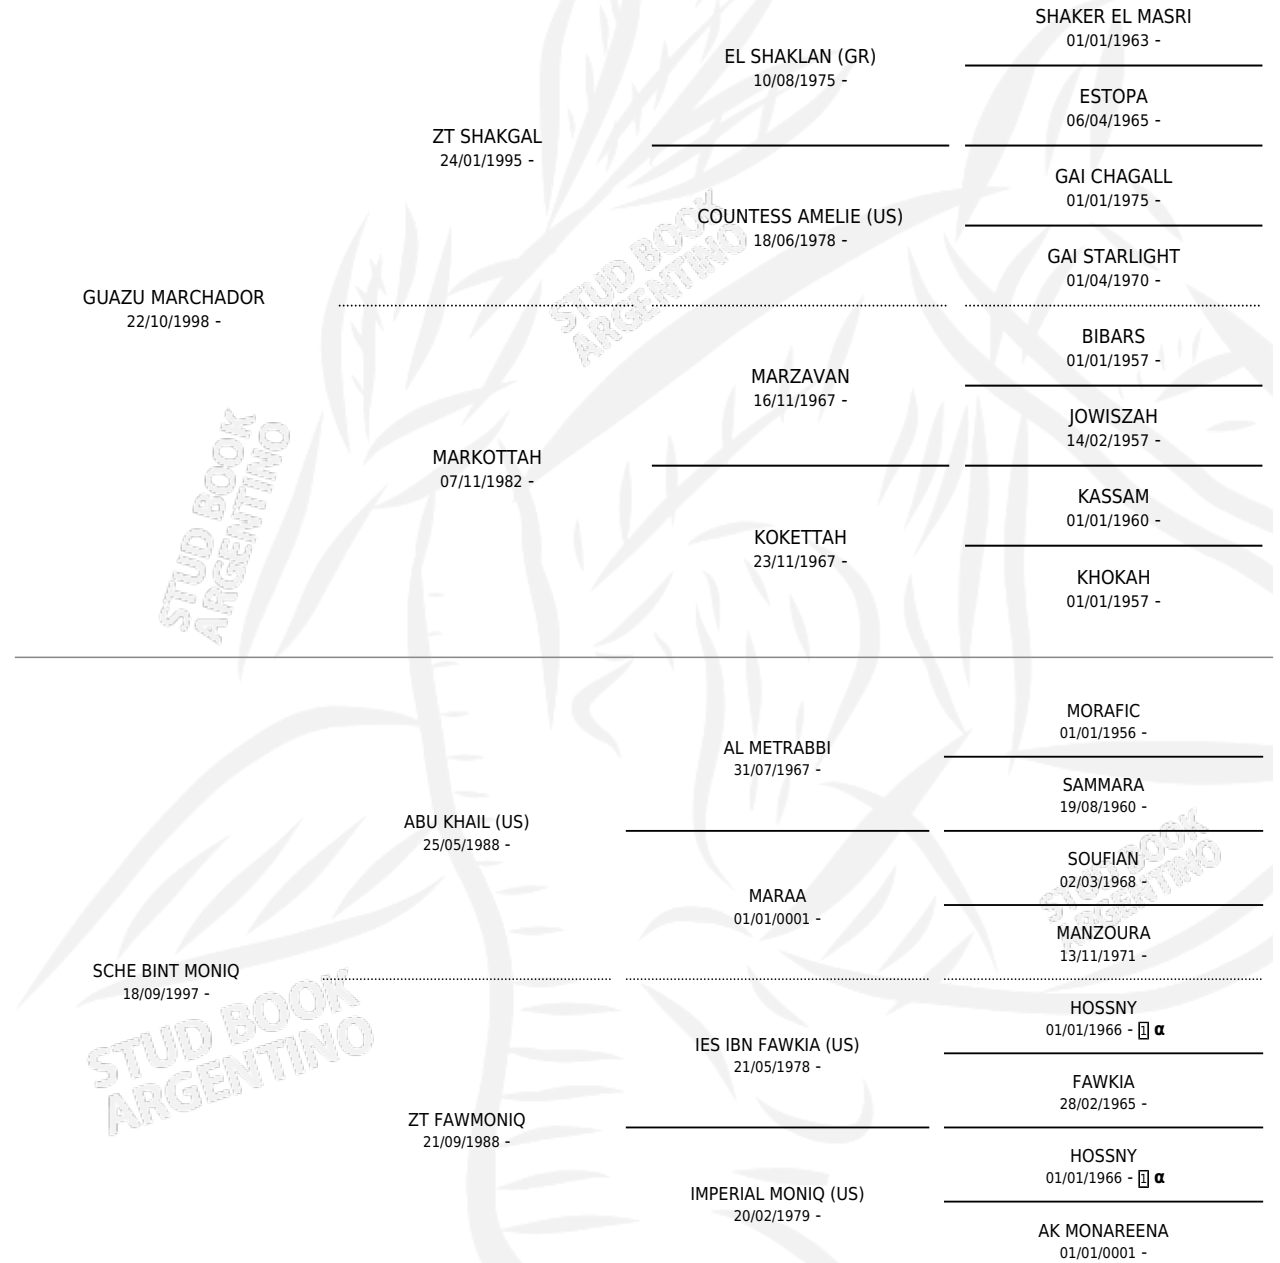 SHAKER EL MASRI
01/01/1963 -
EL SHAKLAN (GR)
10/08/1975 -
ESTOPA
06/04/1965 -
ZT SHAKGAL
24/01/1995 -
GAI CHAGALL
01/01/1975 -
COUNTESS AMELIE (US)
18/06/1978 -
GAI STARLIGHT
01/04/1970 -
GUAZU MARCHADOR
22/10/1998 -
BIBARS
01/01/1957 -
MARZAVAN
16/11/1967 -
JOWISZAH
14/02/1957 -
MARKOTTAH
07/11/1982 -
KASSAM
01/01/1960 -
KOKETTAH
23/11/1967 -
KHOKAH
01/01/1957 -
MORAFIC
01/01/1956 -
AL METRABBI
31/07/1967 -
SAMMARA
19/08/1960 -
ABU KHAIL (US)
25/05/1988 -
SOUFIAN
02/03/1968 -
MARAA
01/01/0001 -
MANZOURA
13/11/1971 -
SCHE BINT MONIQ
18/09/1997 -
HOSSNY
01/01/1966 - 1 α
IES IBN FAWKIA (US)
21/05/1978 -
FAWKIA
28/02/1965 -
ZT FAWMONIQ
21/09/1988 -
HOSSNY
01/01/1966 - 1 α
IMPERIAL MONIQ (US)
20/02/1979 -
AK MONAREENA
01/01/0001 -
STUD BOOK
ARGENTINO
STUD BOOK
ARGENTINO
STUD BOOK
ARGENTINO
STUD BOOK
ARGENTINO